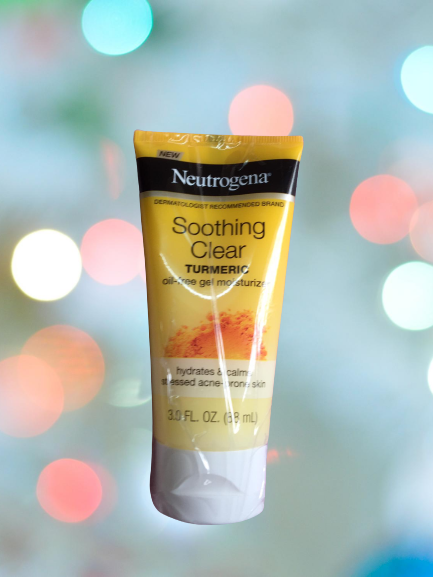 NEW
Neutrogena®
DERMATOLOGIST RECOMMENDED BRAND
Soothing
Clear
TURMERIC
oil-free gel moisturizer
hydrates & calms
stressed acne-prone skin
3.0 FL. OZ. (88 mL)